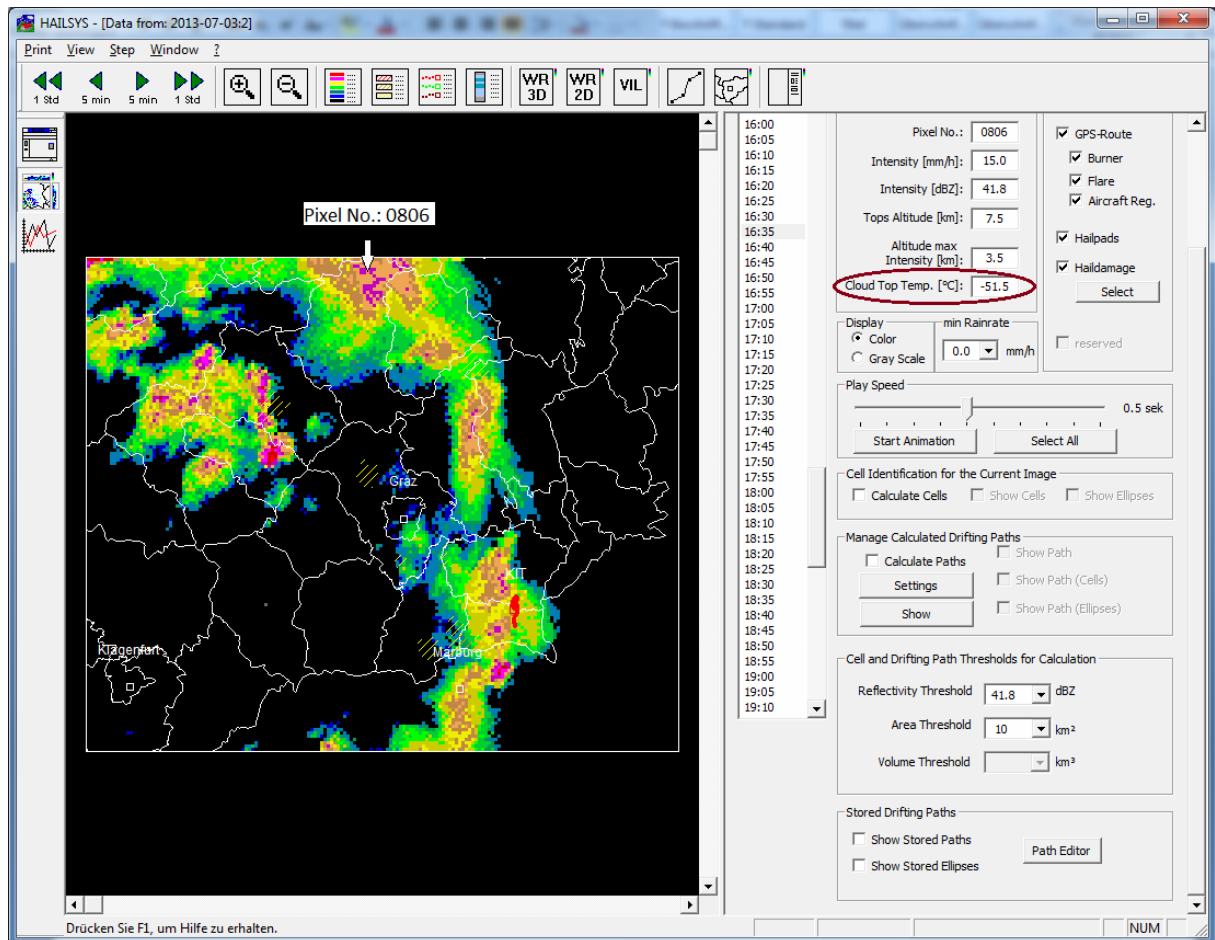 HAILSYS - [Data from: 2013-07-03:2]
Print View Step Window ?
1 Std 5 min 5 min 1 Std WR 3D WR 2D VIL
Pixel No.: 0806
Graz
KIT
Klagenfurt
Marburg
16:00
16:05
16:10
16:15
16:20
16:25
16:30
16:35
16:40
16:45
16:50
16:55
17:00
17:05
17:10
17:15
17:20
17:25
17:30
17:35
17:40
17:45
17:50
17:55
18:00
18:05
18:10
18:15
18:20
18:25
18:30
18:35
18:40
18:45
18:50
18:55
19:00
19:05
19:10
Pixel No.: 0806
Intensity [mm/h]: 15.0
Intensity [dBZ]: 41.8
Tops Altitude [km]: 7.5
Altitude max
Intensity [km]: 3.5
Cloud Top Temp. [ºC]: -51.5
GPS-Route
Burner
Flare
Aircraft Reg.
Hailpads
Haildamage
Select
reserved
Display
Color
Gray Scale
min Rainrate
0.0 mm/h
Play Speed
0.5 sek
Start Animation Select All
Cell Identification for the Current Image
Calculate Cells Show Cells Show Ellipses
Manage Calculated Drifting Paths
Calculate Paths
Settings
Show
Show Path
Show Path (Cells)
Show Path (Ellipses)
Cell and Drifting Path Thresholds for Calculation
Reflectivity Threshold 41.8 dBZ
Area Threshold 10 km²
Volume Threshold km³
Stored Drifting Paths
Show Stored Paths
Show Stored Ellipses
Path Editor
Drücken Sie F1, um Hilfe zu erhalten.
NUM